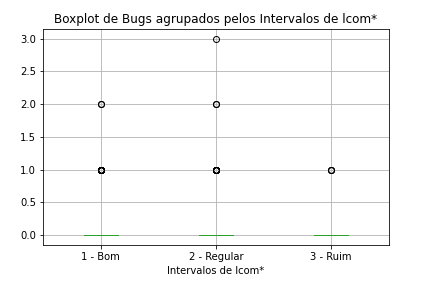 Boxplot de Bugs agrupados pelos Intervalos de lcom*
3.0
2.5
2.0
1.5
1.0
0.5
0.0
1 - Bom
2 - Regular
3 - Ruim
Intervalos de lcom*